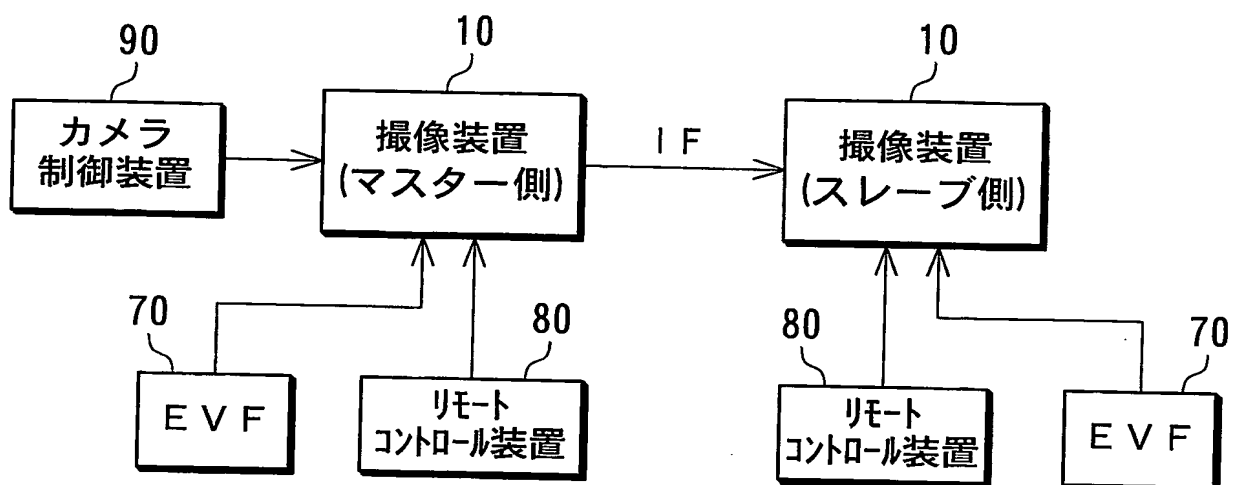 90
10
10
カメラ
制御装置
撮像装置
(マスター側)
IF
撮像装置
(スレーブ側)
70
80
80
70
EVF
リモート
コントロール装置
リモート
コントロール装置
EVF